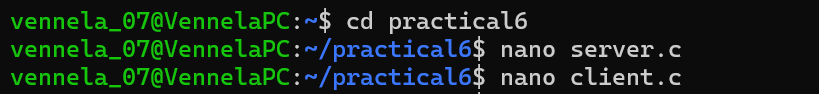 vennela_07@VennelaPC:~$ cd practical6
vennela_07@VennelaPC:~/practical6$ nano server.c
vennela_07@VennelaPC:~/practical6$ nano client.c